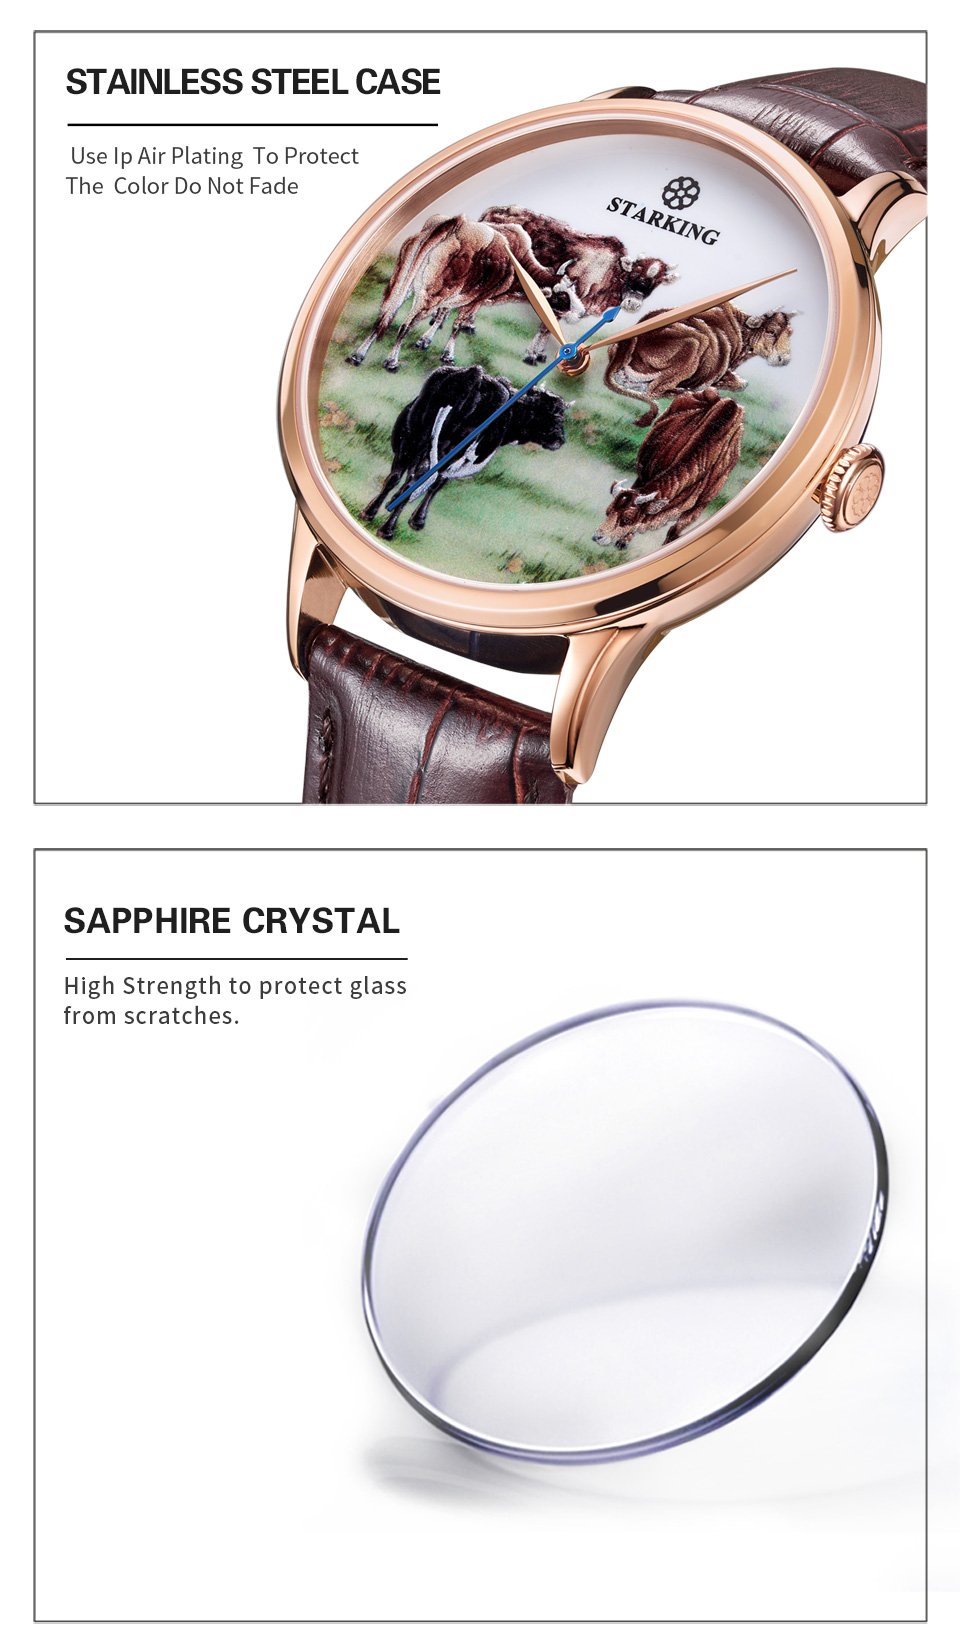 STAINLESS STEEL CASE
Use Ip Air Plating To Protect
The Color Do Not Fade
STARKING
SAPPHIRE CRYSTAL
High Strength to protect glass
from scratches.